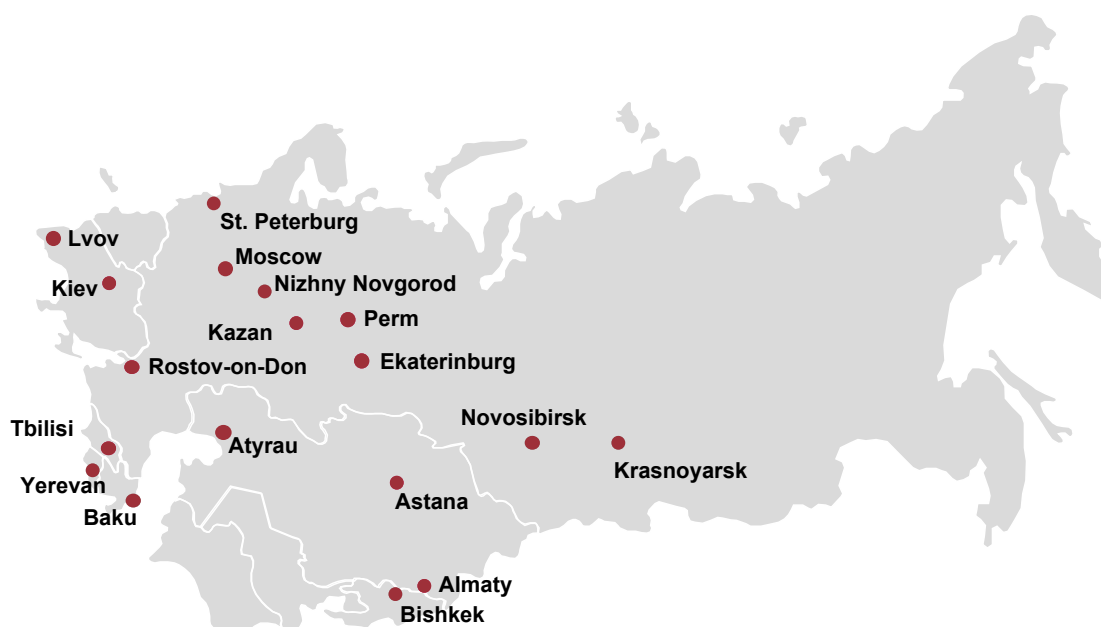 St. Peterburg
Lvov
Moscow
Kiev
Nizhny Novgorod
Kazan
Perm
Rostov-on-Don
Ekaterinburg
Tbilisi
Atyrau
Novosibirsk
Krasnoyarsk
Yerevan
Astana
Baku
Almaty
Bishkek